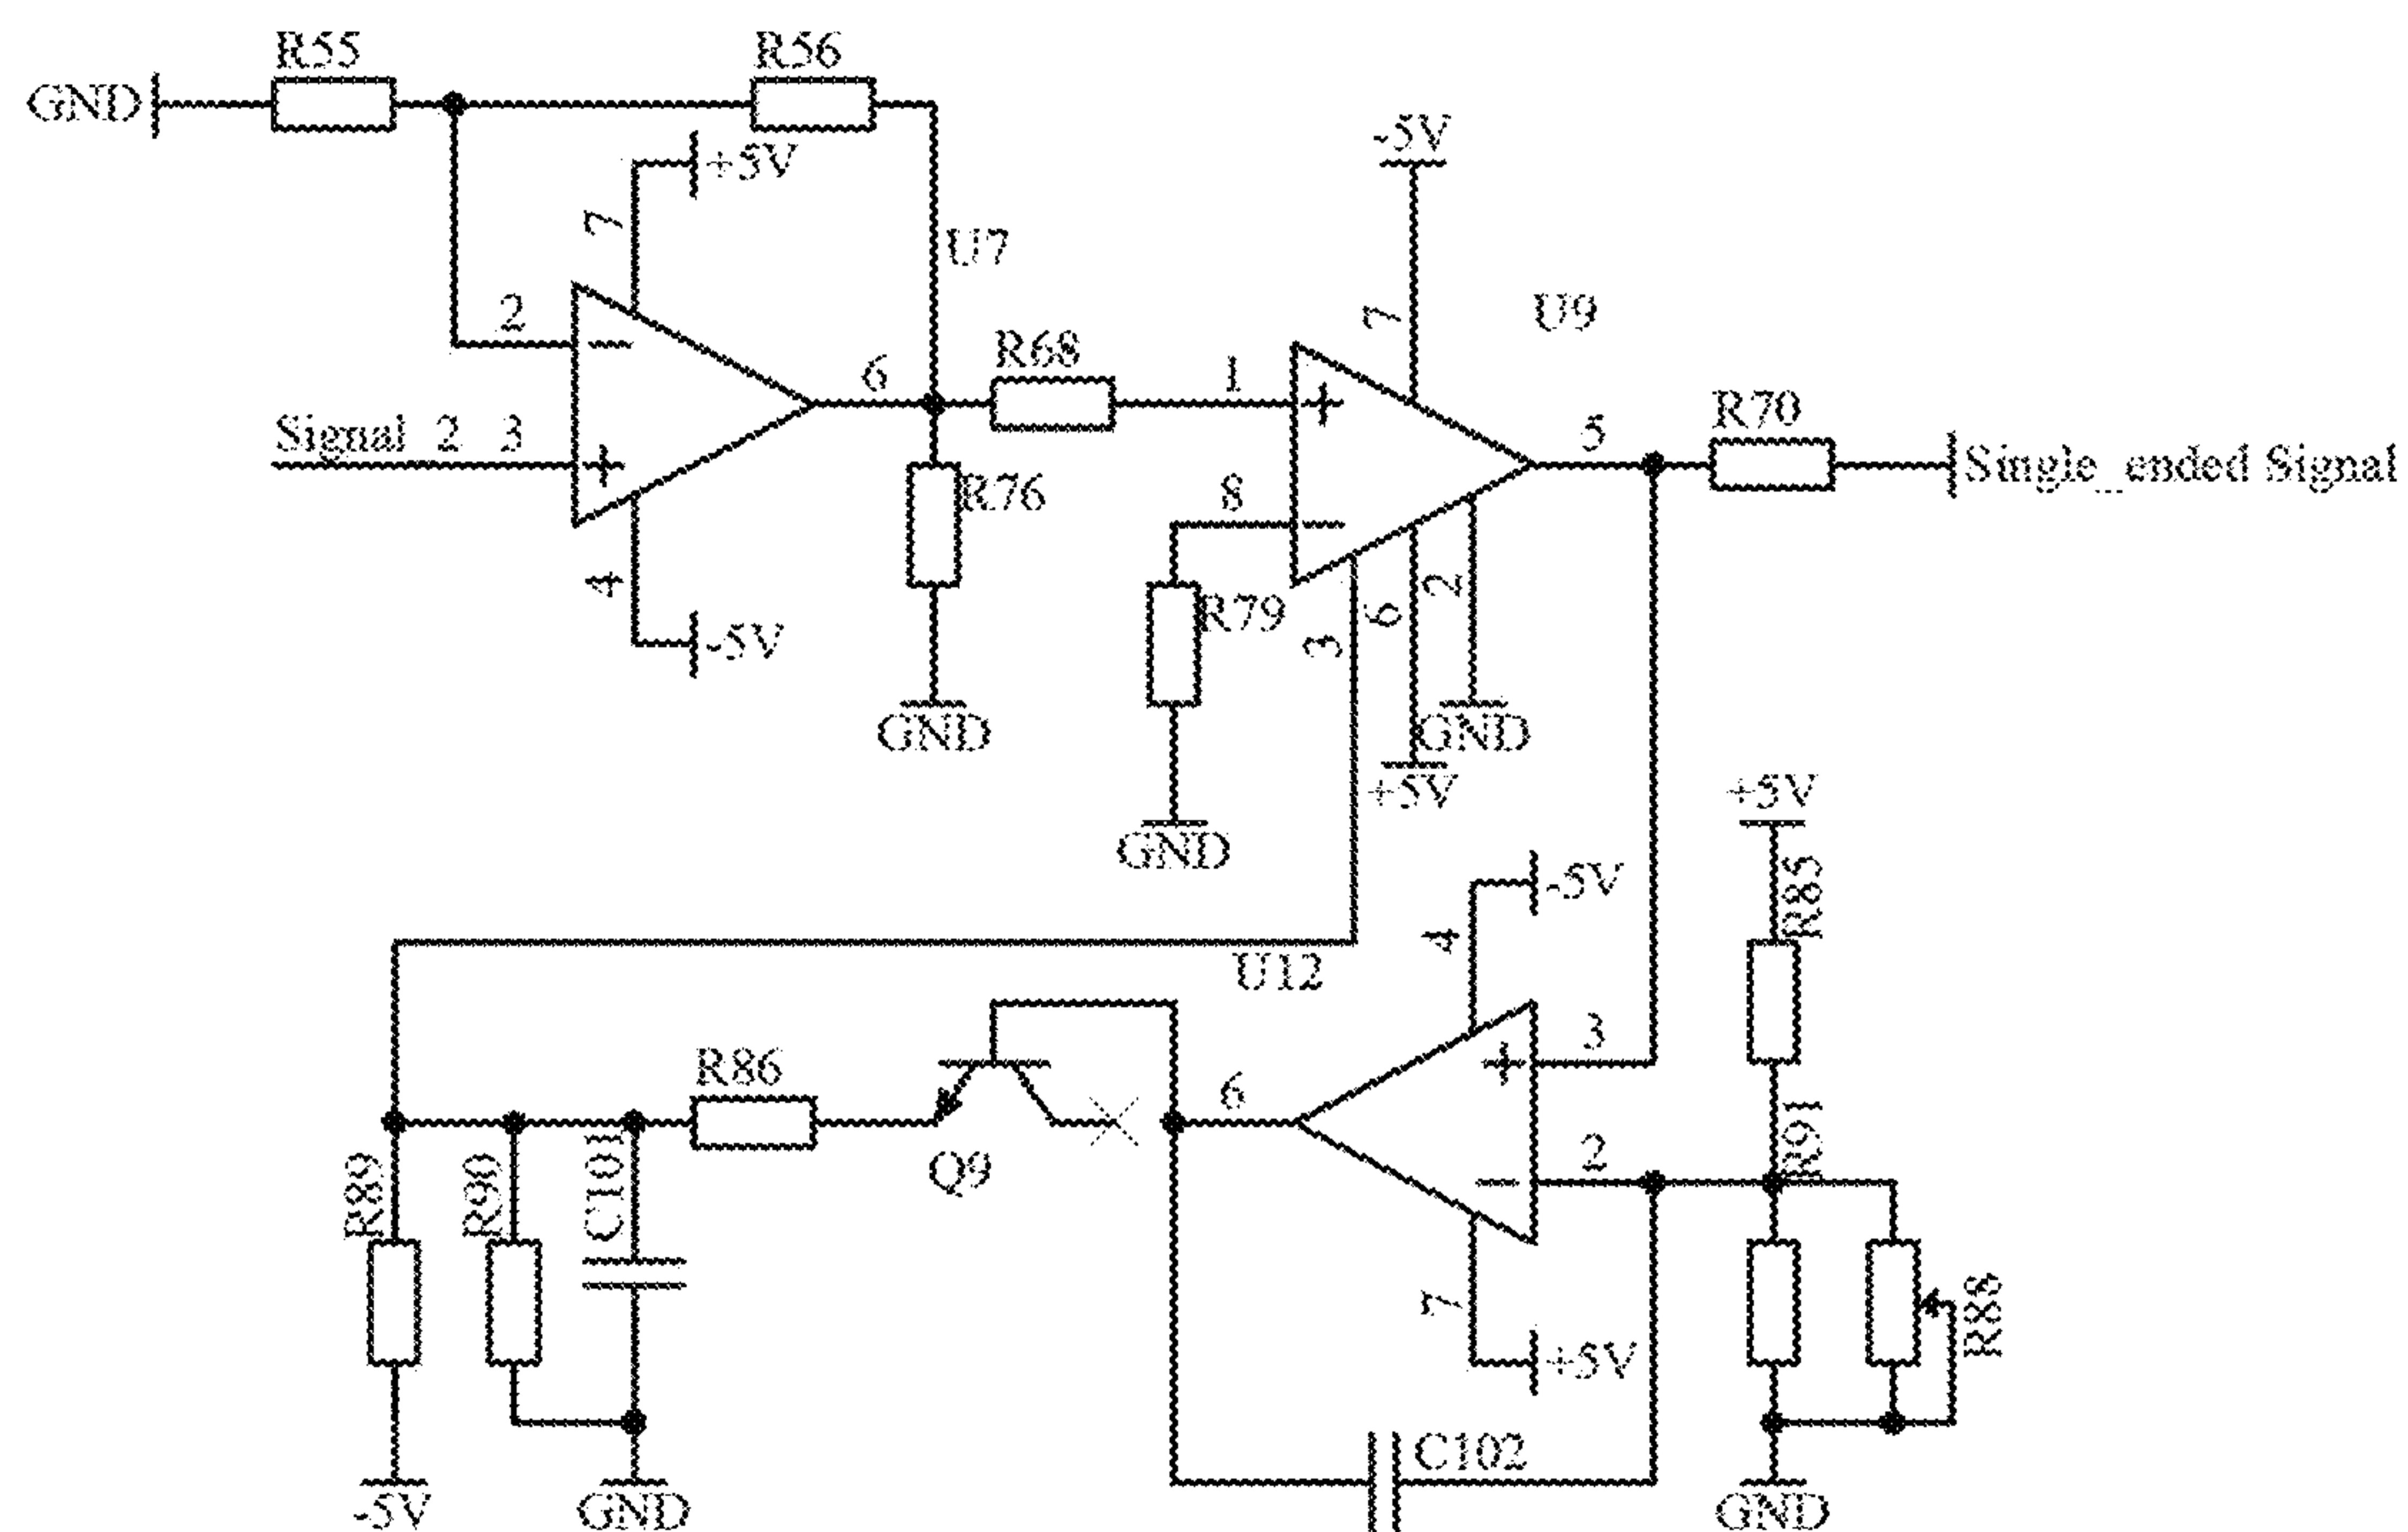 R55
R56
GND
+5V
-5V
7
U7
U9
2
7
R68
6
1
R70
Signal_2
3
5
Single_ended Signal
R76
8
4
R79
3
6
2
-5V
GND
GND
+5V
+5V
GND
-5V
R85
4
U12
3
R86
6
R91
2
Q9
R89
R90
C101
7
R88
+5V
C102
-5V
GND
GND